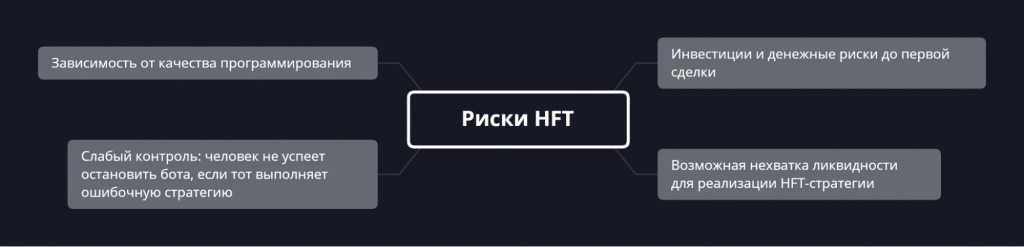 Зависимость от качества программирования
Слабый контроль: человек не успеет
остановить бота, если тот выполняет
ошибочную стратегию
Риски HFT
Инвестиции и денежные риски до первой
сделки
Возможная нехватка ликвидности
для реализации HFT-стратегии